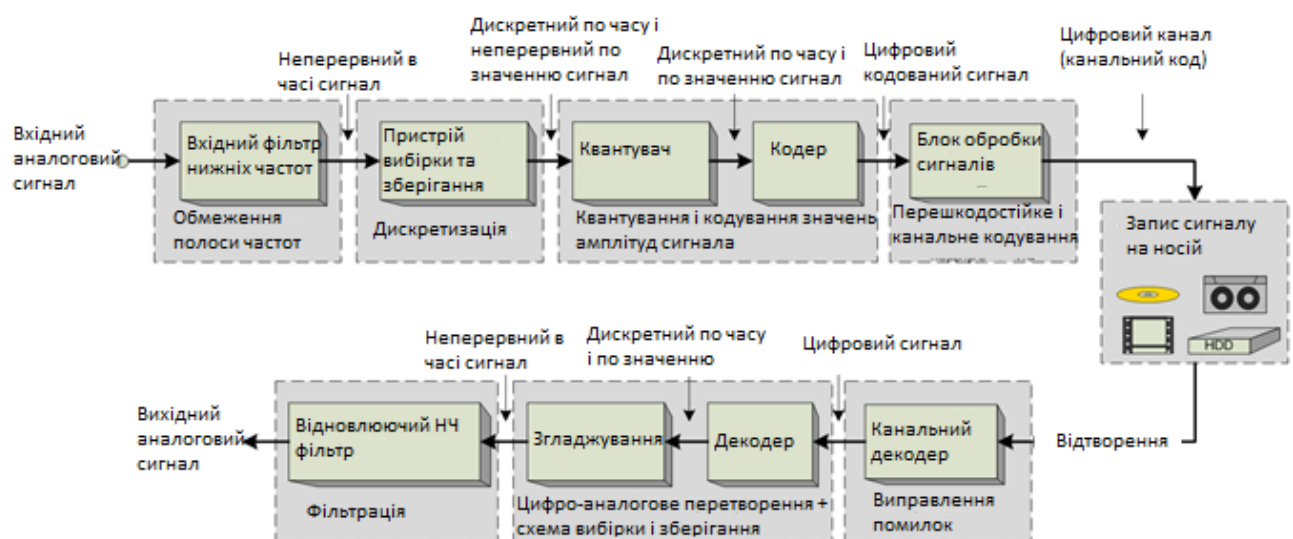 Вхідний
аналоговий
сигнал
Неперервний в
часі сигнал
Дискретний по часу і
неперервний по
значенню сигнал
Дискретний по часу і
по значенню сигнал
Цифровий
кодований сигнал
Цифровий канал
(канальний код)
Вхідний фільтр
нижніх частот
Обмеження
полоси частот
Пристрій
вибірки та
зберігання
Дискретизація
Квантувач
Кодер
Квантування і кодування значень
амплітуд сигнала
Блок обробки
сигналів
Перешкодостійке і
канальне кодування
Запис сигналу
на носій
HDD
Відтворення
Канальний
декодер
Виправлення
помилок
Цифровий сигнал
Декодер
Дискретний по часу
і по значенню
Згладжування
Цифро-аналогове перетворення +
схема вибірки і зберігання
Неперервний в
часі сигнал
Відновлюючий НЧ
фільтр
Фільтрація
Вихідний
аналоговий
сигнал